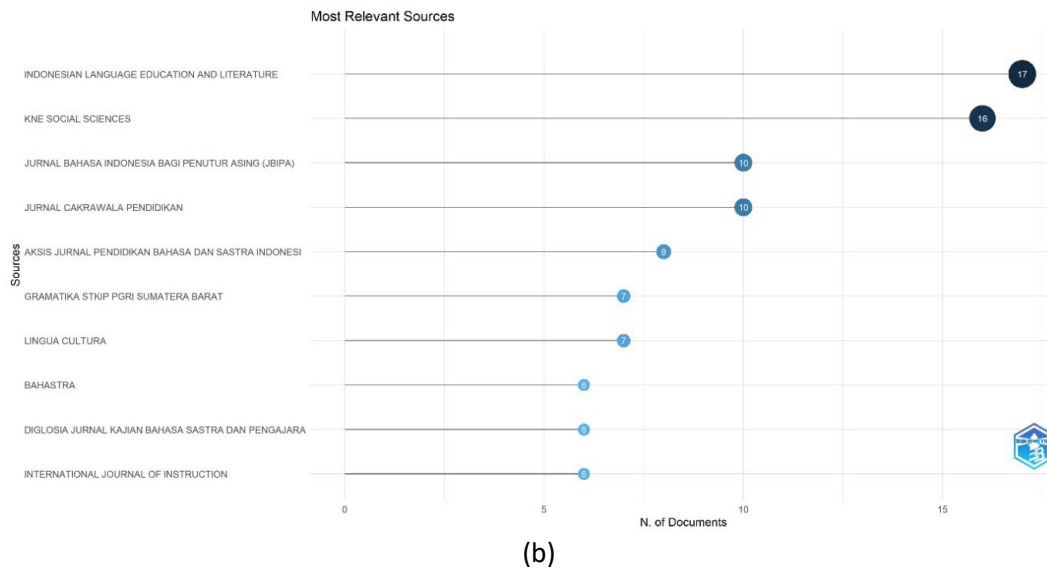 Most Relevant Sources
INDONESIAN LANGUAGE EDUCATION AND LITERATURE
17
KNE SOCIAL SCIENCES
16
JURNAL BAHASA INDONESIA BAGI PENUTUR ASING (JBIPA)
10
JURNAL CAKRAWALA PENDIDIKAN
10
AKSIS JURNAL PENDIDIKAN BAHASA DAN SASTRA INDONESI
8
GRAMATIKA STKIP PGRI SUMATERA BARAT
7
LINGUA CULTURA
7
BAHASTRA
6
DIGLOSIA JURNAL KAJIAN BAHASA SASTRA DAN PENGAJARA
6
INTERNATIONAL JOURNAL OF INSTRUCTION
6
Sources
0 5 10 15
N. of Documents
(b)